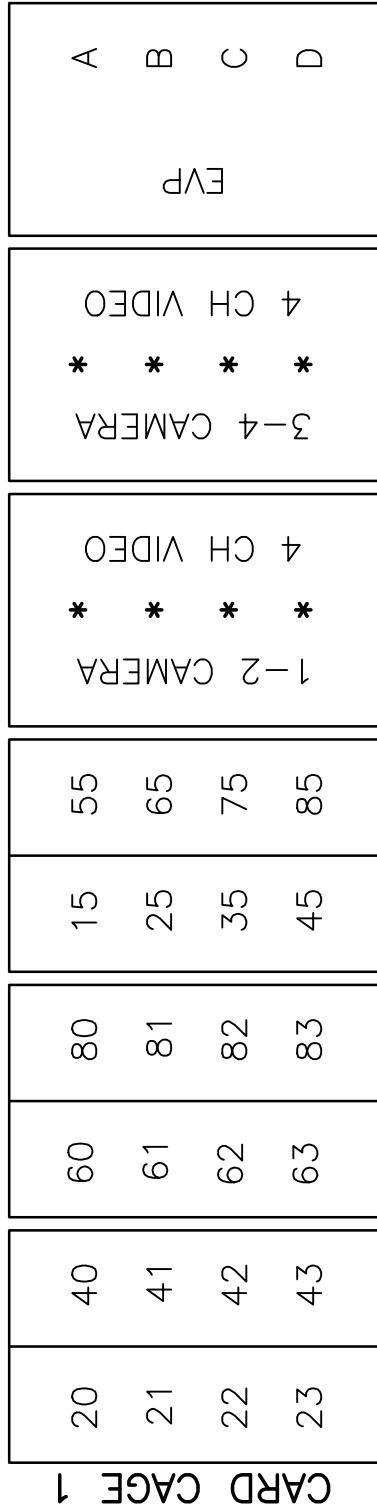 CARD CAGE 1
20 40 60 80 15 55
21 41 61 81 25 65
22 42 62 82 35 75
23 43 63 83 45 85
1-2 CAMERA
* * * *
4 CH VIDEO
3-4 CAMERA
* * * *
4 CH VIDEO
EVP
A
B
C
D